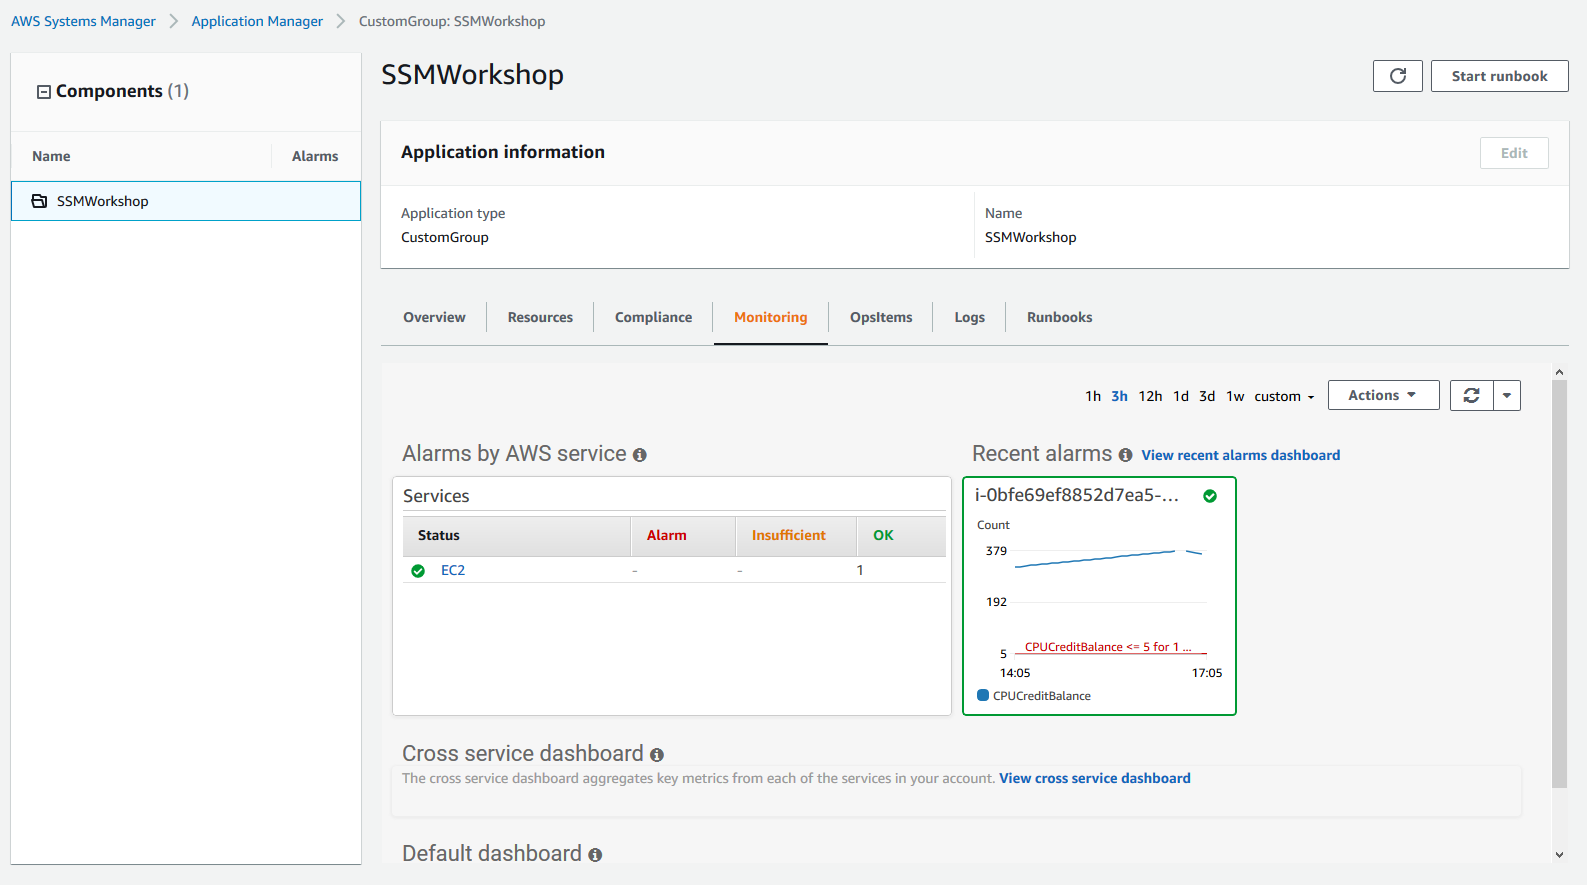 AWS Systems Manager > Application Manager > CustomGroup: SSMWorkshop
Components (1)
Name Alarms
SSMWorkshop
SSMWorkshop
Start runbook
Application information
Edit
Application type
CustomGroup
Name
SSMWorkshop
Overview Resources Compliance Monitoring OpsItems Logs Runbooks
1h 3h 12h 1d 3d 1w custom Actions
Alarms by AWS service
Services
Status Alarm Insufficient OK
EC2 - - 1
Recent alarms View recent alarms dashboard
i-0bfe69ef8852d7ea5-...
Count
379
192
CPUCreditBalance <= 5 for 1 ...
5
14:05 17:05
CPUCreditBalance
Cross service dashboard
The cross service dashboard aggregates key metrics from each of the services in your account. View cross service dashboard
Default dashboard